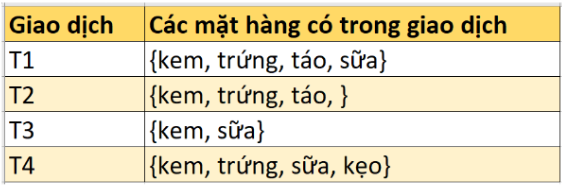 Giao dịch Các mặt hàng có trong giao dịch
T1 {kem, trứng, táo, sữa}
T2 {kem, trứng, táo, }
T3 {kem, sữa}
T4 {kem, trứng, sữa, kẹo}